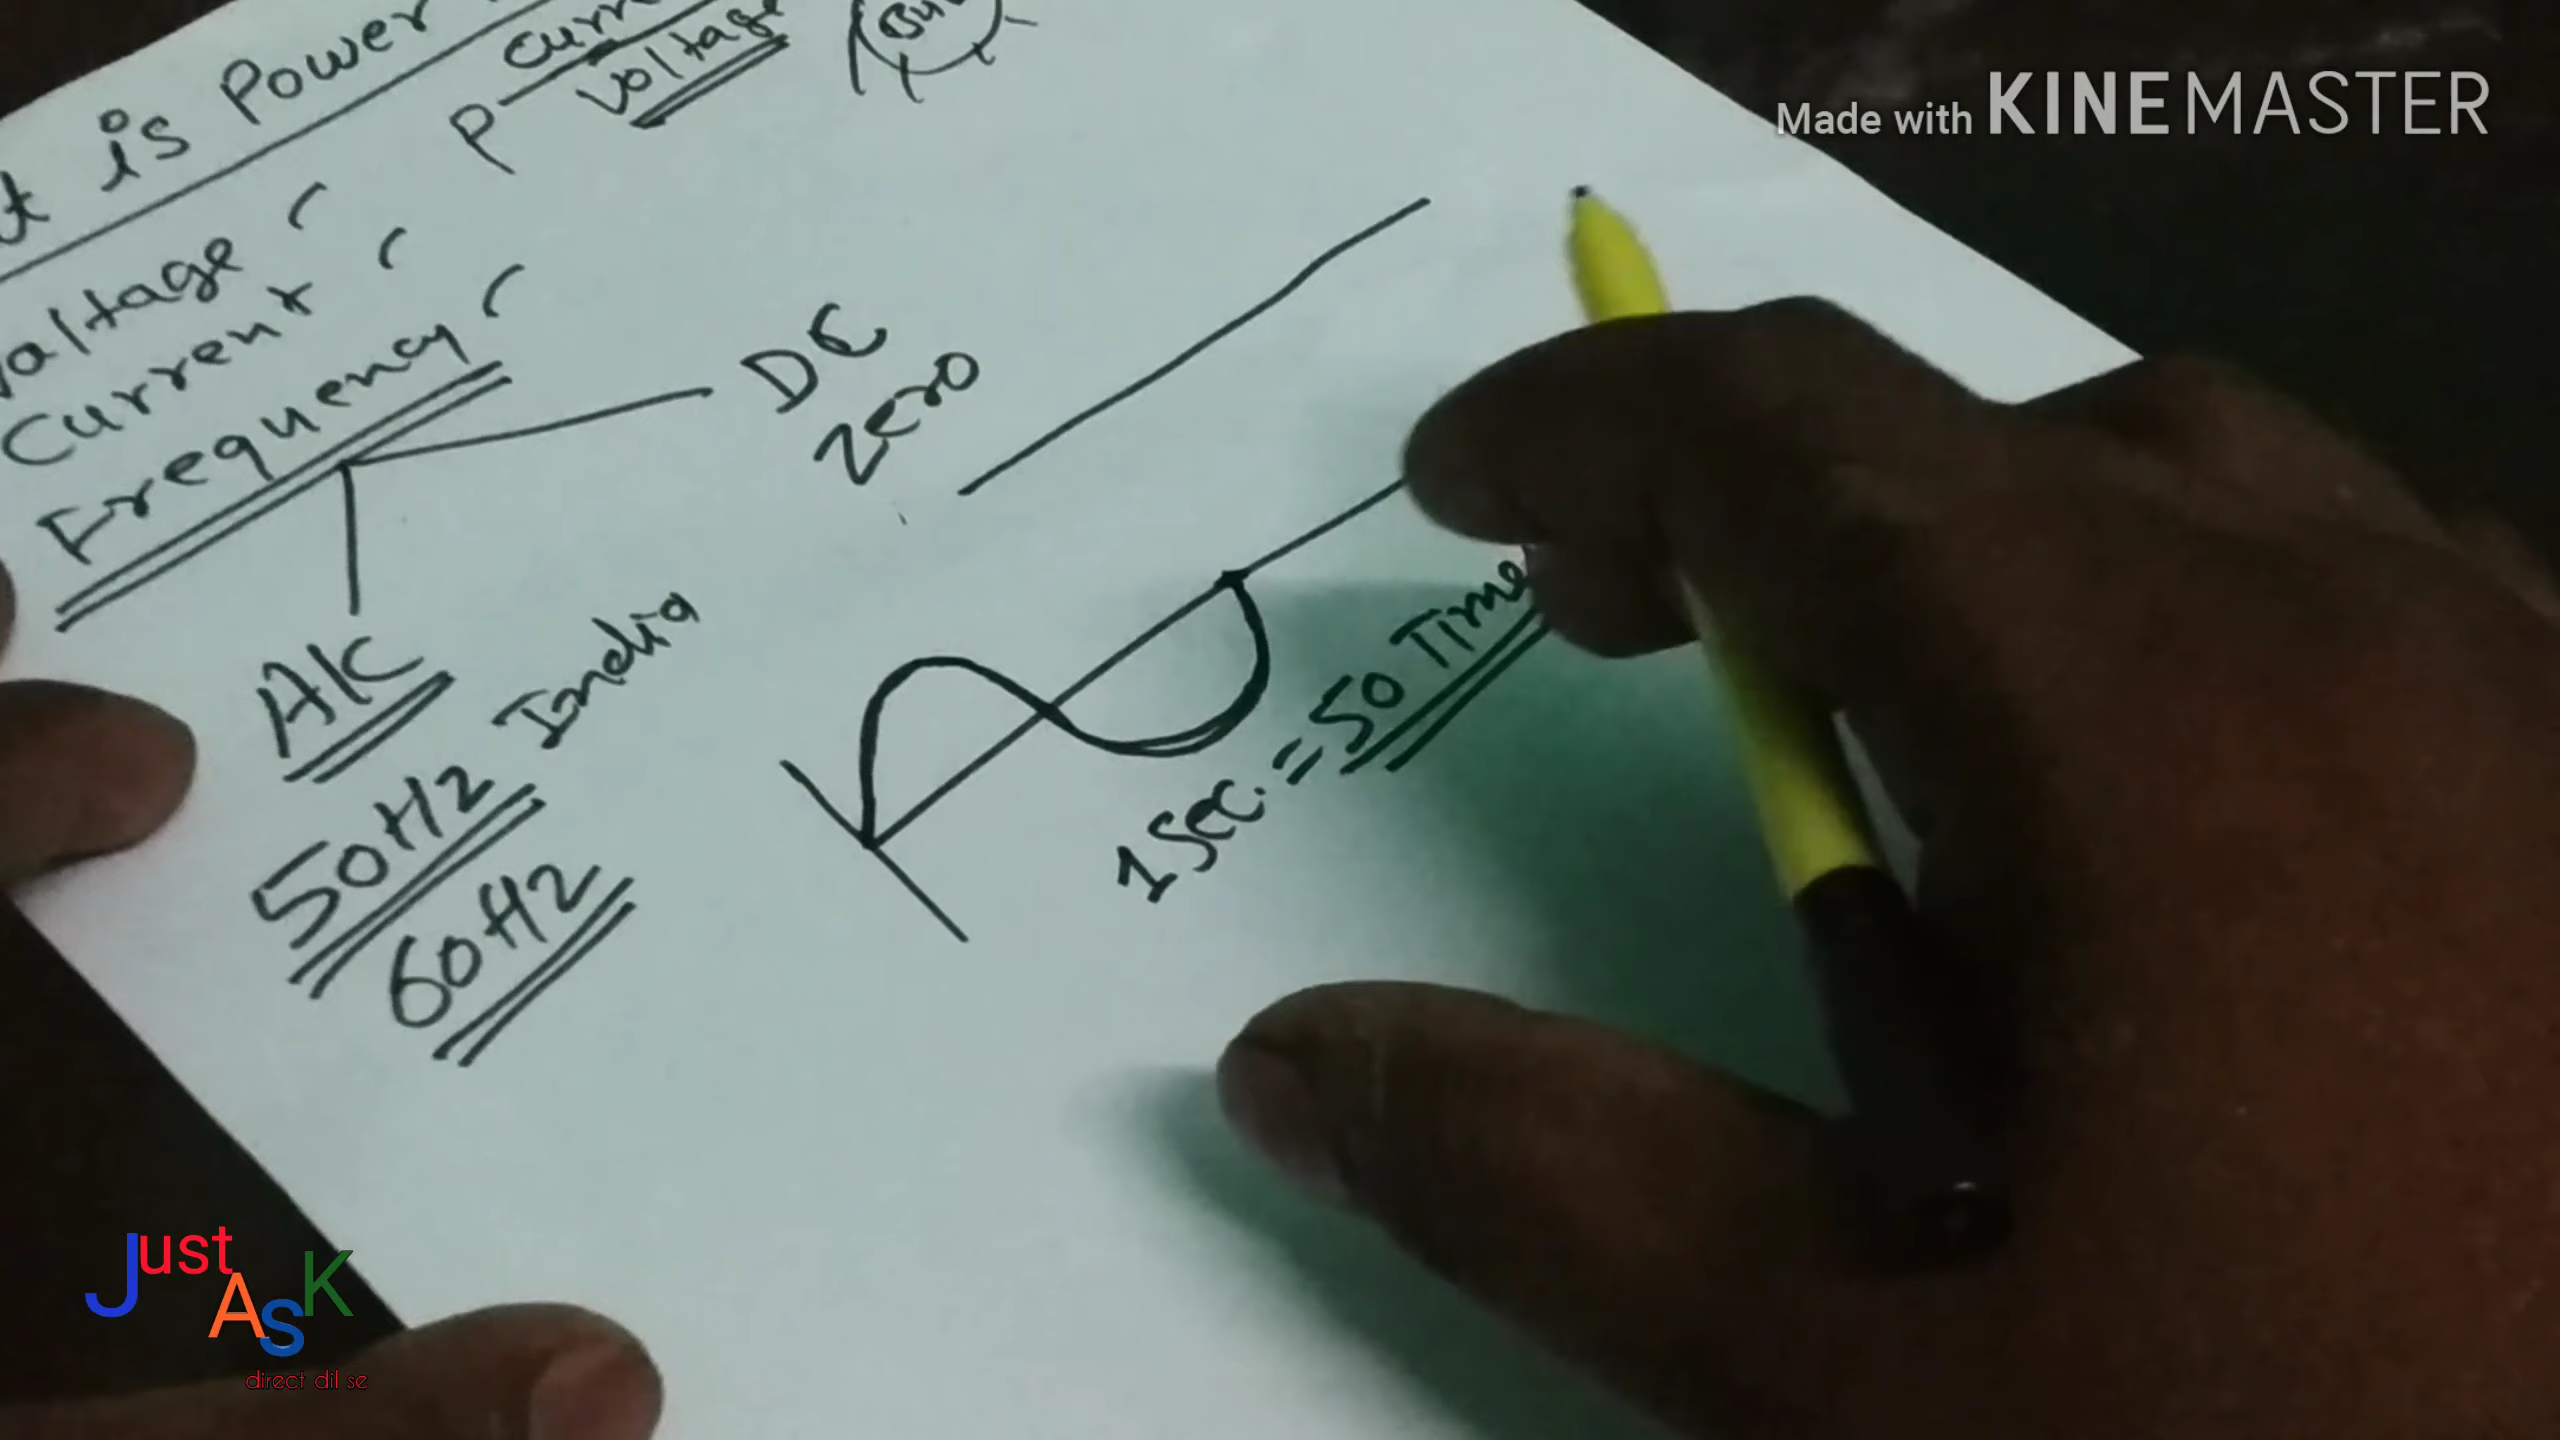 is Power
P
Voltage
Made with KINEMASTER
Voltage
Current
Frequency
DC
Zero
AC
50Hz India
60Hz
1 Sec. = 50 Time
Just
ASK
direct dil se